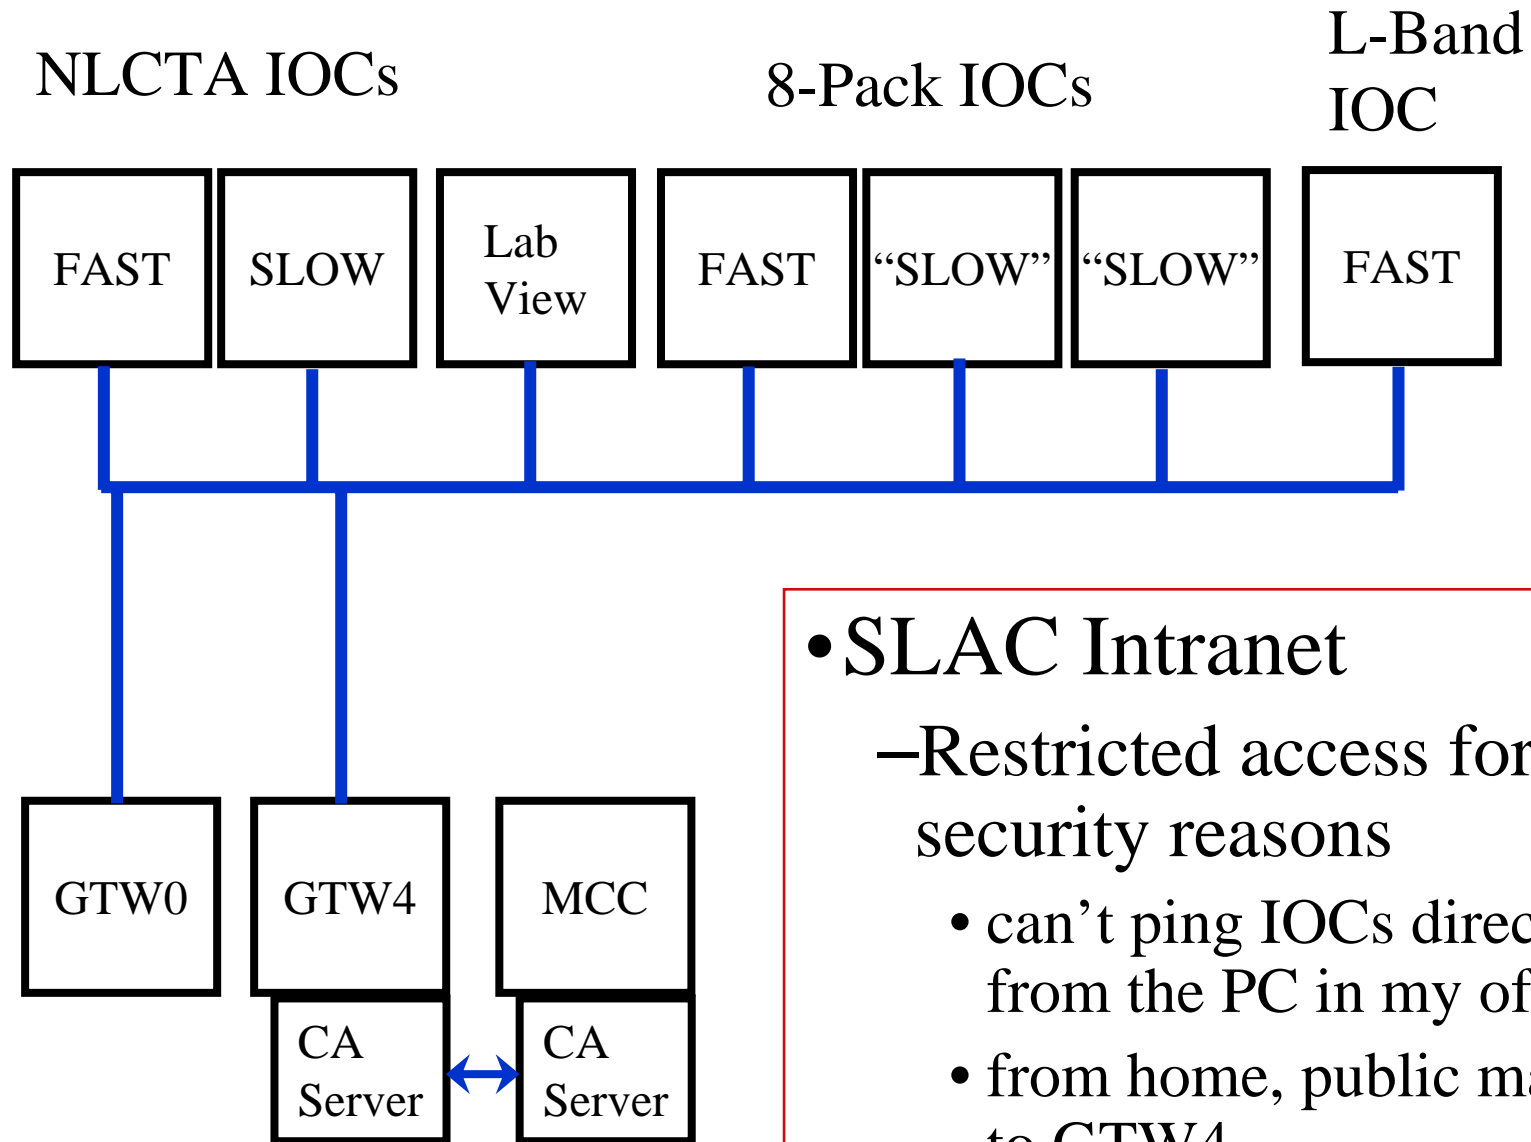 NLCTA IOCs
8-Pack IOCs
L-Band
IOC
FAST
SLOW
Lab
View
FAST
“SLOW”
“SLOW”
FAST
•SLAC Intranet
–Restricted access for
security reasons
• can’t ping IOCs
from the PC in my
• from home, public
to GTW4
GTW0
GTW4
MCC
CA
Server
CA
Server